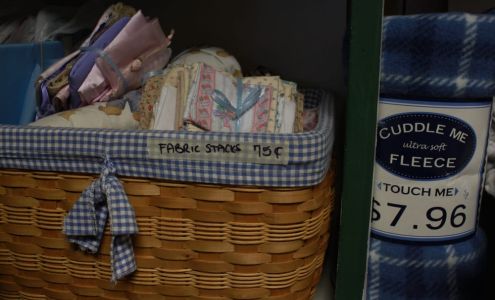 FABRIC STACKS 75¢
CUDDLE ME
ultra soft
FLEECE
TOUCH ME
$7.96